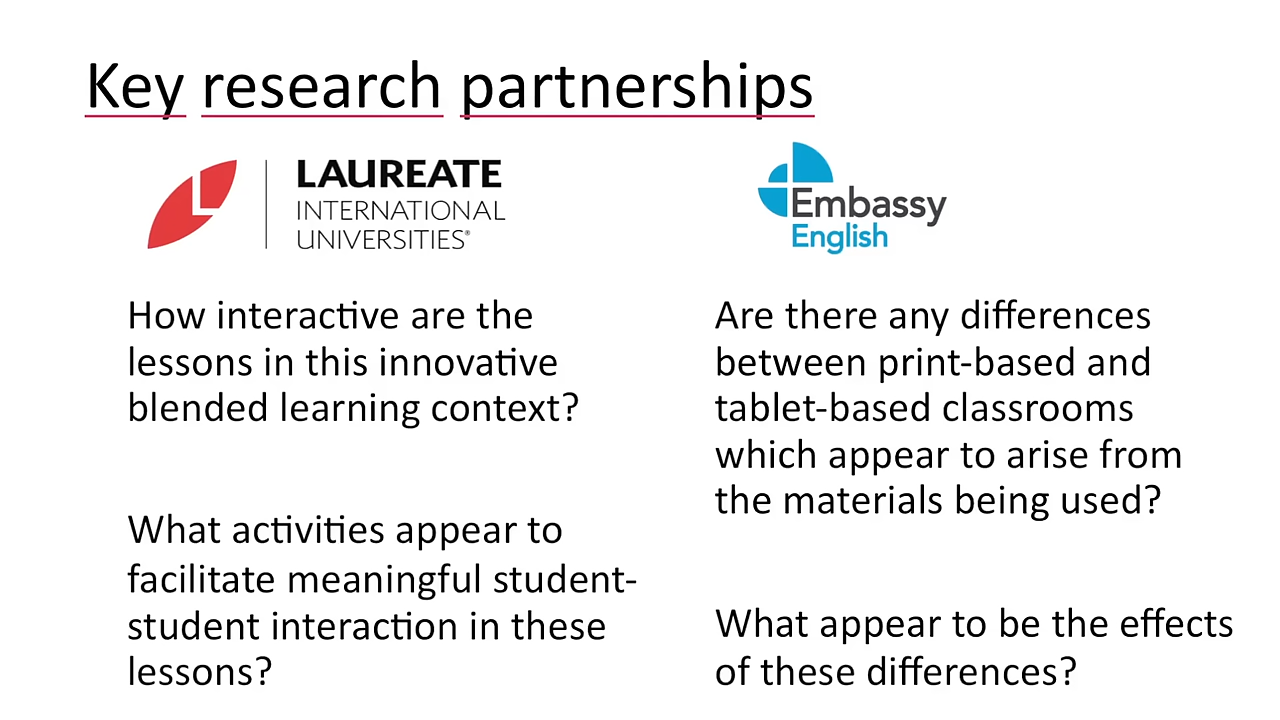 Key research partnerships
LAUREATE
INTERNATIONAL
UNIVERSITIES®
How interactive are the
lessons in this innovative
blended learning context?
What activities appear to
facilitate meaningful student-
student interaction in these
lessons?
Embassy
English
Are there any differences
between print-based and
tablet-based classrooms
which appear to arise from
the materials being used?
What appear to be the effects
of these differences?